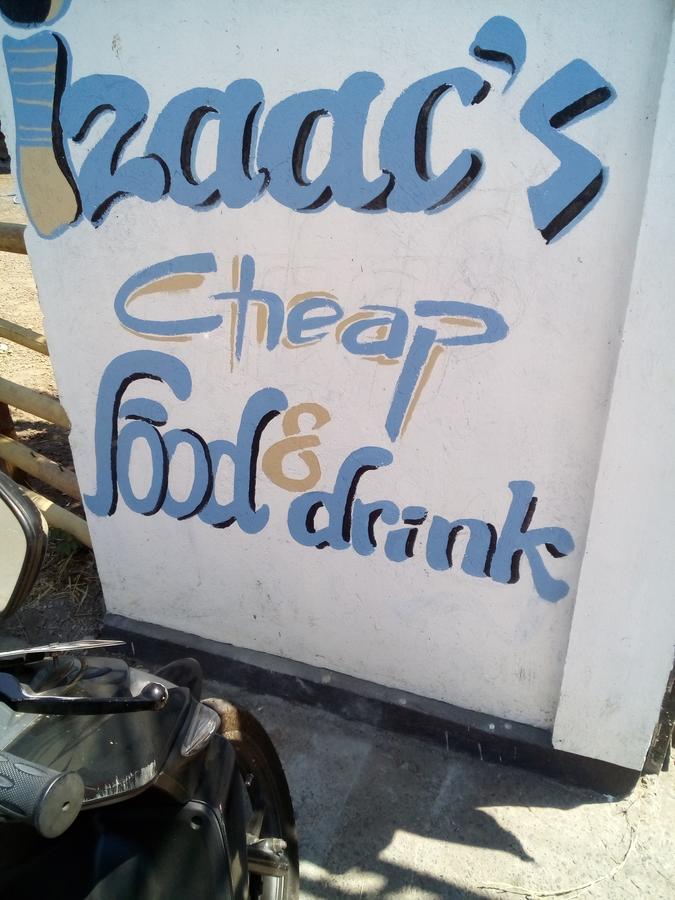 izaac's
Cheap
food & drink